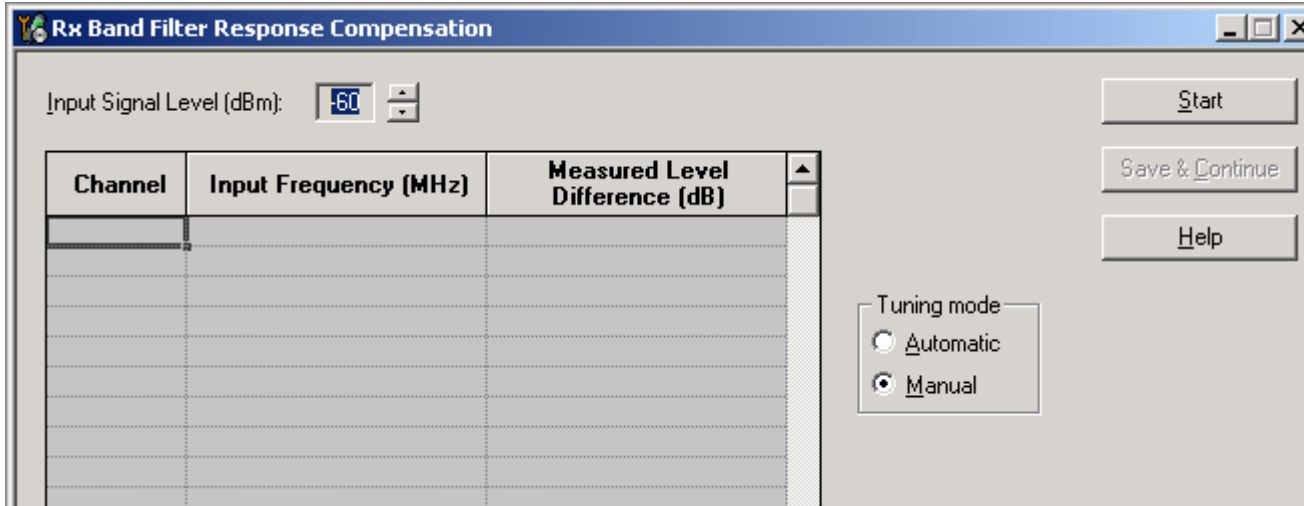 Rx Band Filter Response Compensation
Input Signal Level (dBm): -60
Start
Save & Continue
Help
Channel Input Frequency (MHz) Measured Level
Difference (dB)
Tuning mode
Automatic
Manual